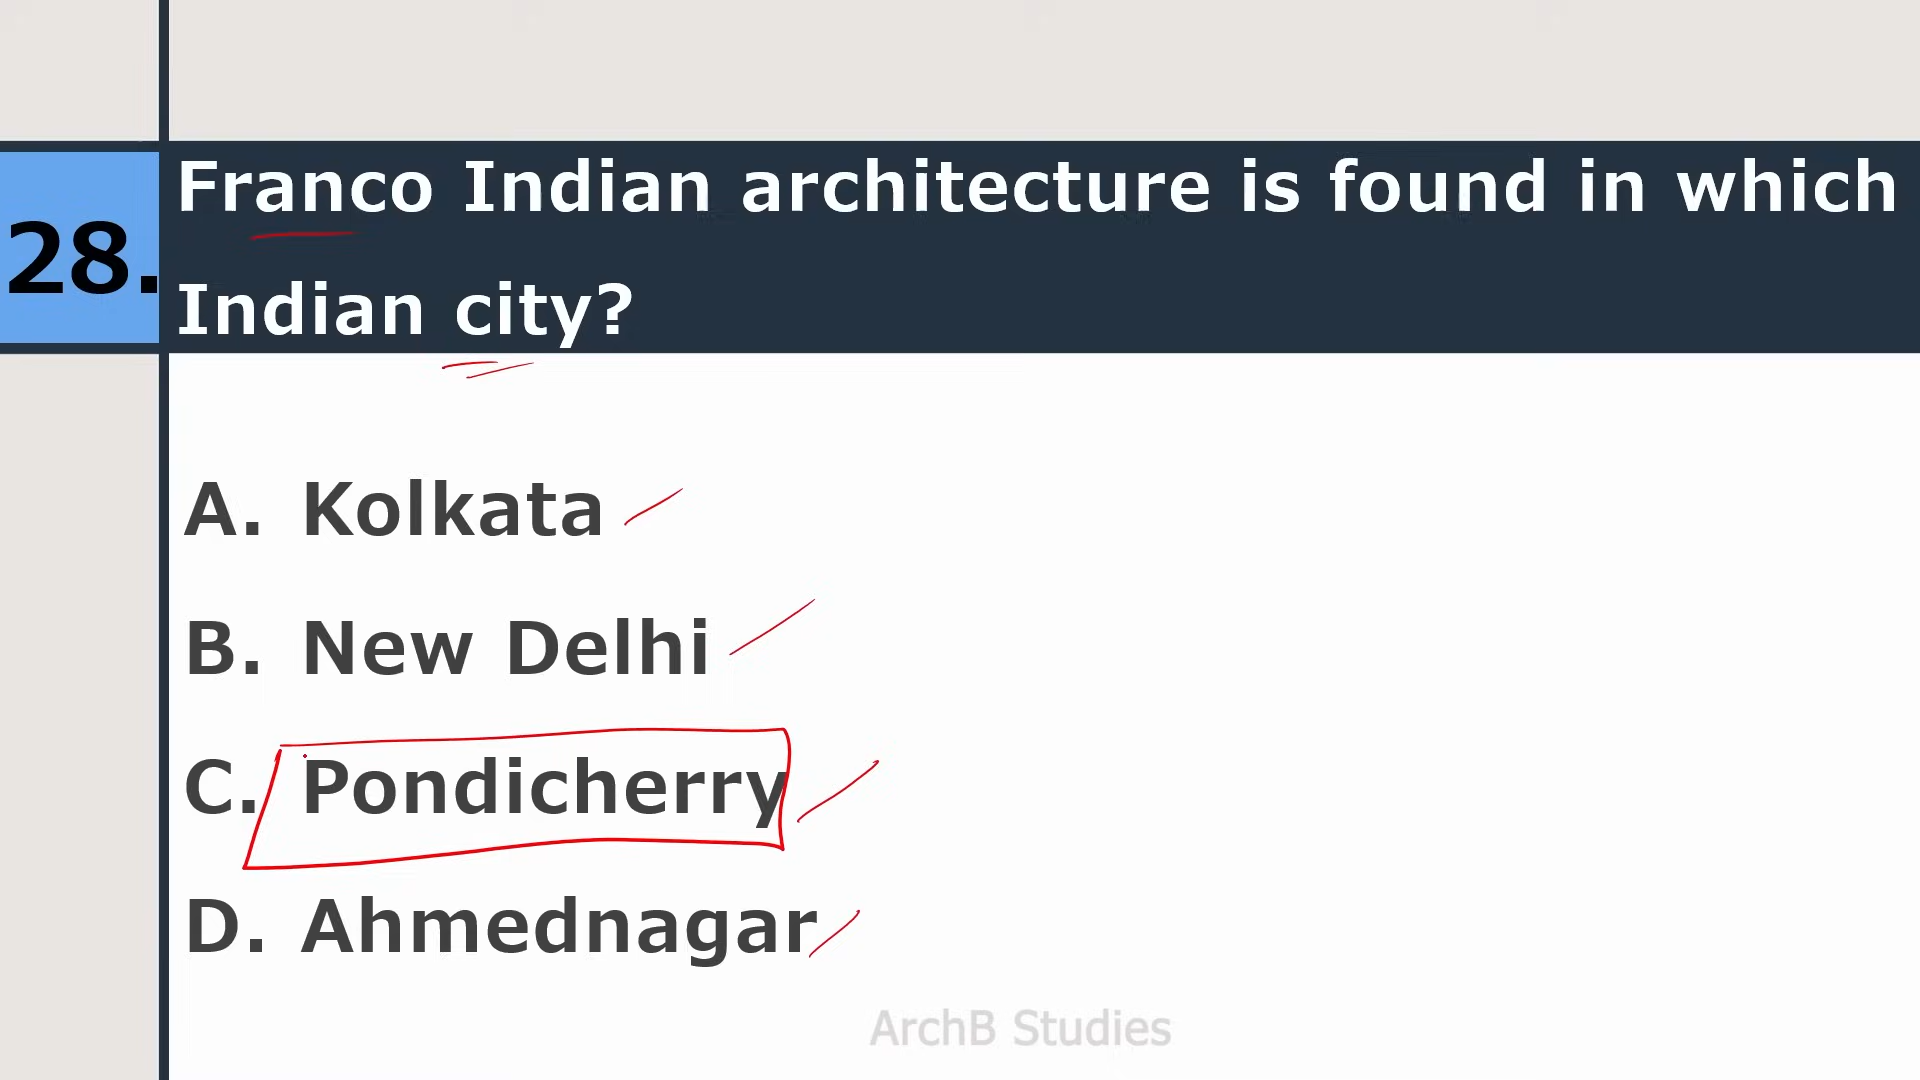 28.
Franco Indian architecture is found in which
Indian city?
A. Kolkata
B. New Delhi
C. Pondicherry
D. Ahmednagar
ArchB Studies